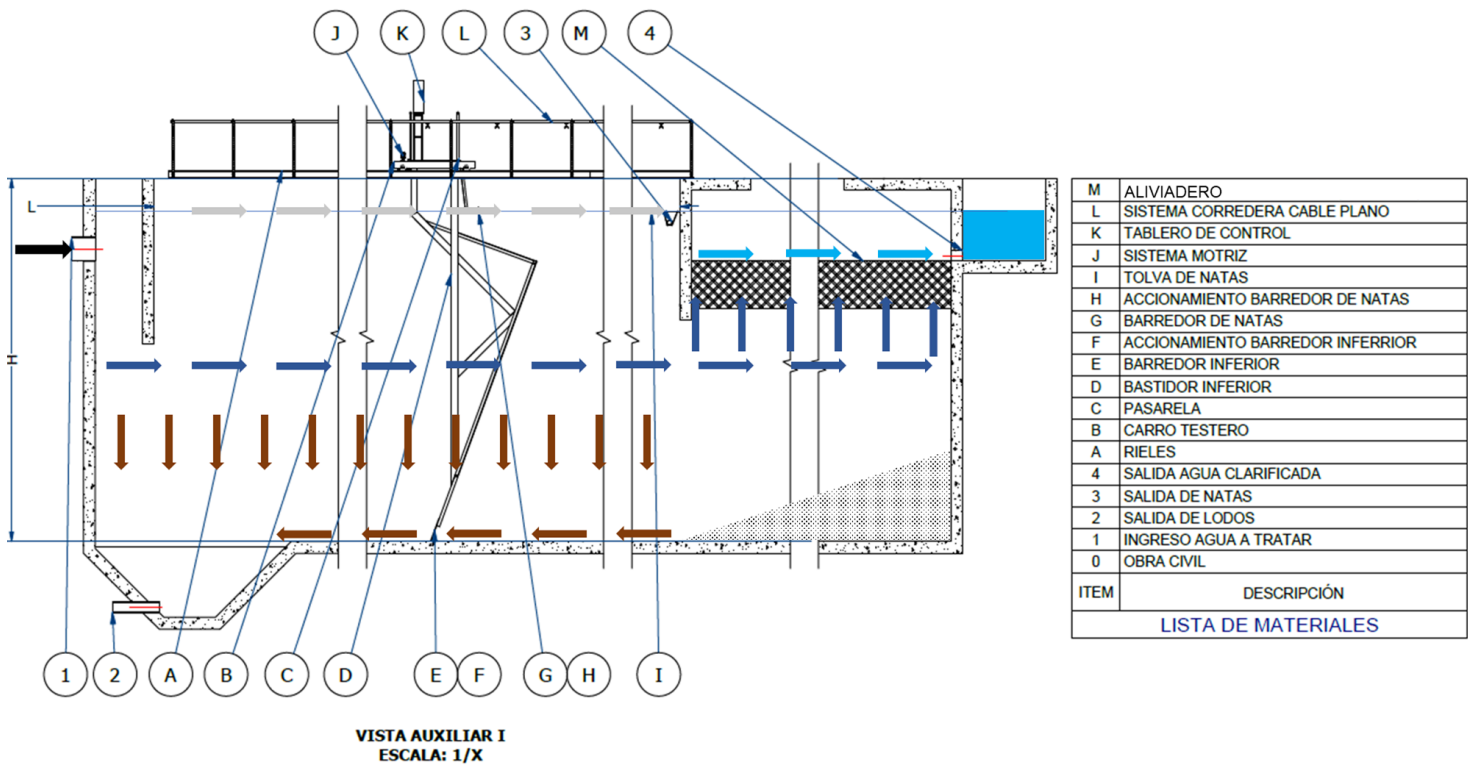 J K L 3 M 4
L
H
1 2 A B C D E F G H I
VISTA AUXILIAR I
ESCALA: 1/X
M ALIVIADERO
L SISTEMA CORREDERA CABLE PLANO
K TABLERO DE CONTROL
J SISTEMA MOTRIZ
I TOLVA DE NATAS
H ACCIONAMIENTO BARREDOR DE NATAS
G BARREDOR DE NATAS
F ACCIONAMIENTO BARREDOR INFERRIOR
E BARREDOR INFERIOR
D BASTIDOR INFERIOR
C PASARELA
B CARRO TESTERO
A RIELES
4 SALIDA AGUA CLARIFICADA
3 SALIDA DE NATAS
2 SALIDA DE LODOS
1 INGRESO AGUA A TRATAR
0 OBRA CIVIL
ITEM DESCRIPCIÓN
LISTA DE MATERIALES